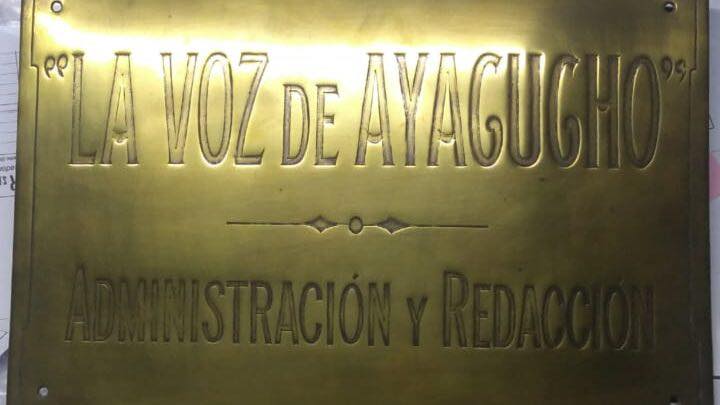 "LA VOZ DE AYACUCHO"
ADMINISTRACIÓN Y REDACCIÓN